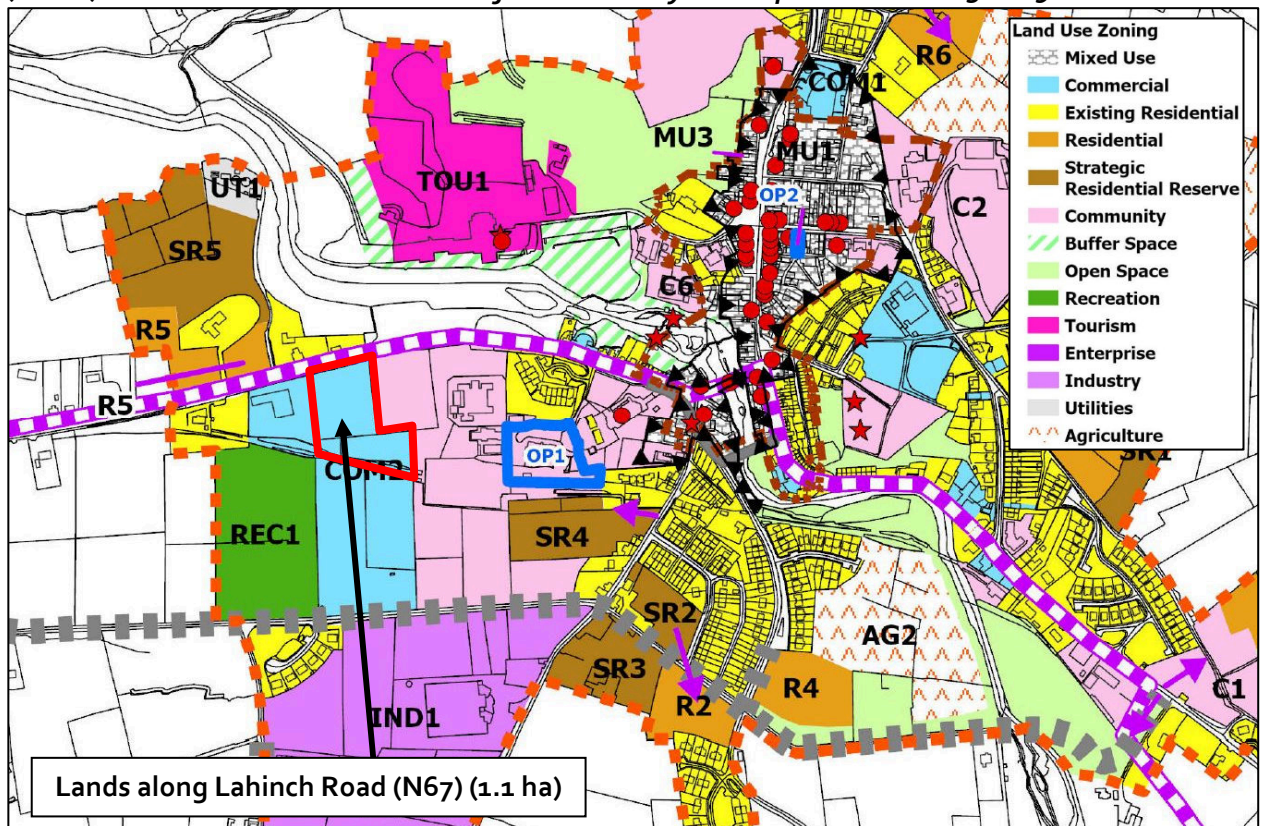 Land Use Zoning
Mixed Use
Commercial
Existing Residential
Residential
Strategic
Residential Reserve
Community
Buffer Space
Open Space
Recreation
Tourism
Enterprise
Industry
Utilities
Agriculture
R6
COM1
MU3
MU1
UT1
TOU1
OP2
C2
SR5
C6
R5
R5
OP1
COM2
SR1
REC1
SR4
SR2
AG2
SR3
R4
R2
C1
IND1
Lands along Lahinch Road (N67) (1.1 ha)